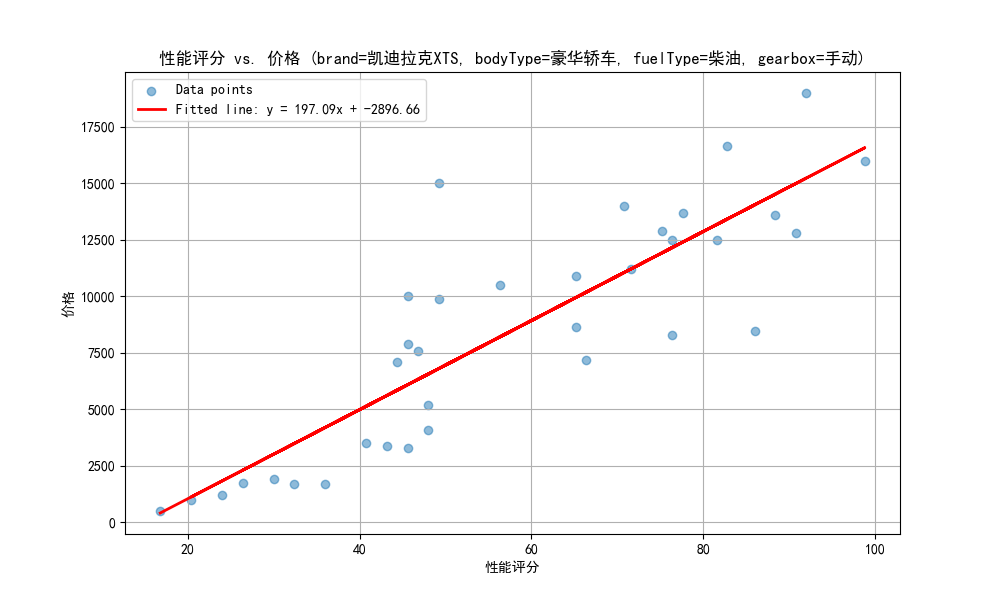 性能评分 vs. 价格 (brand=凯迪拉克XTS, bodyType=豪华轿车, fuelType=柴油, gearbox=手动)
Data points
Fitted line: y = 197.09x + -2896.66
17500
15000
12500
10000
7500
5000
2500
0
价格
20 40 60 80 100
性能评分